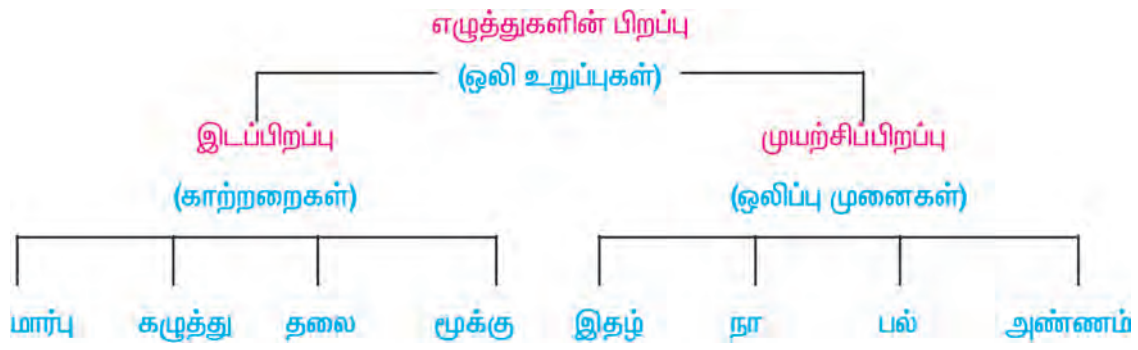 எழுத்துகளின் பிறப்பு
(ஒலி உறுப்புகள்)
இடப்பிறப்பு முயற்சிப்பிறப்பு
(காற்றறைகள்) (ஒலிப்பு முனைகள்)
மார்பு கழுத்து தலை மூக்கு இதழ் நா பல் அண்ணம்